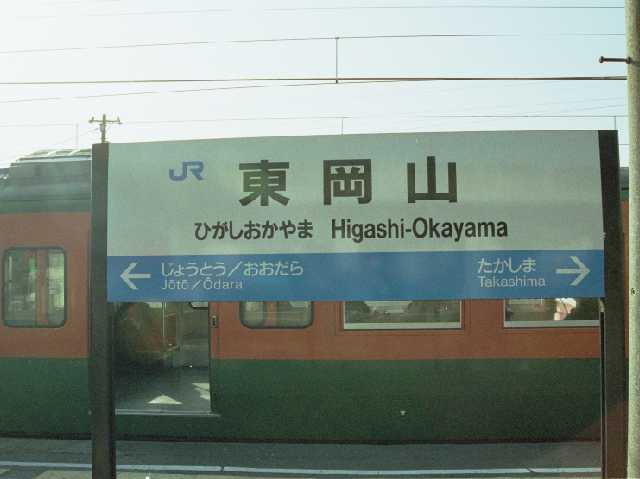 JR 東岡山
ひがしおかやま Higashi-Okayama
← じょうとう／おおだら たかしま →
Jōtō／Ōdara Takashima